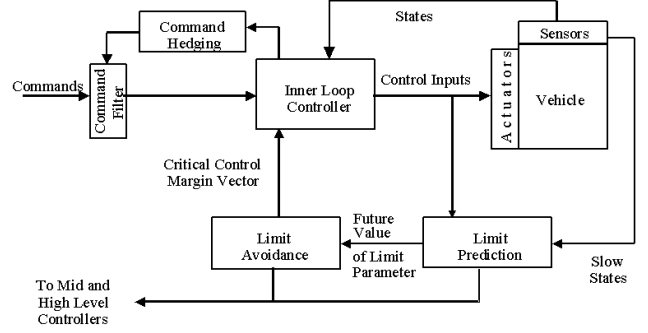 States
Command
Hedging
Sensors
Commands
Command
Filter
Inner Loop
Controller
Control Inputs
Actuators
Vehicle
Critical Control
Margin Vector
Limit
Avoidance
Future
Value
of Limit
Parameter
Limit
Prediction
Slow
States
To Mid and
High Level
Controllers